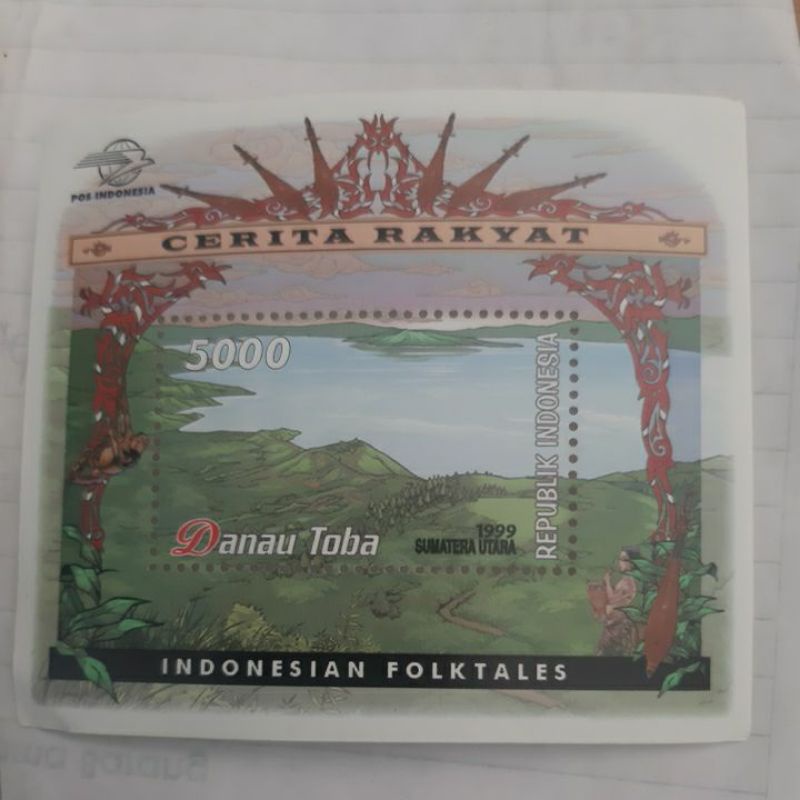 POS INDONESIA
CERITA RAKYAT
5000
REPUBLIK INDONESIA
Danau Toba
1999
SUMATERA UTARA
INDONESIAN FOLKTALES